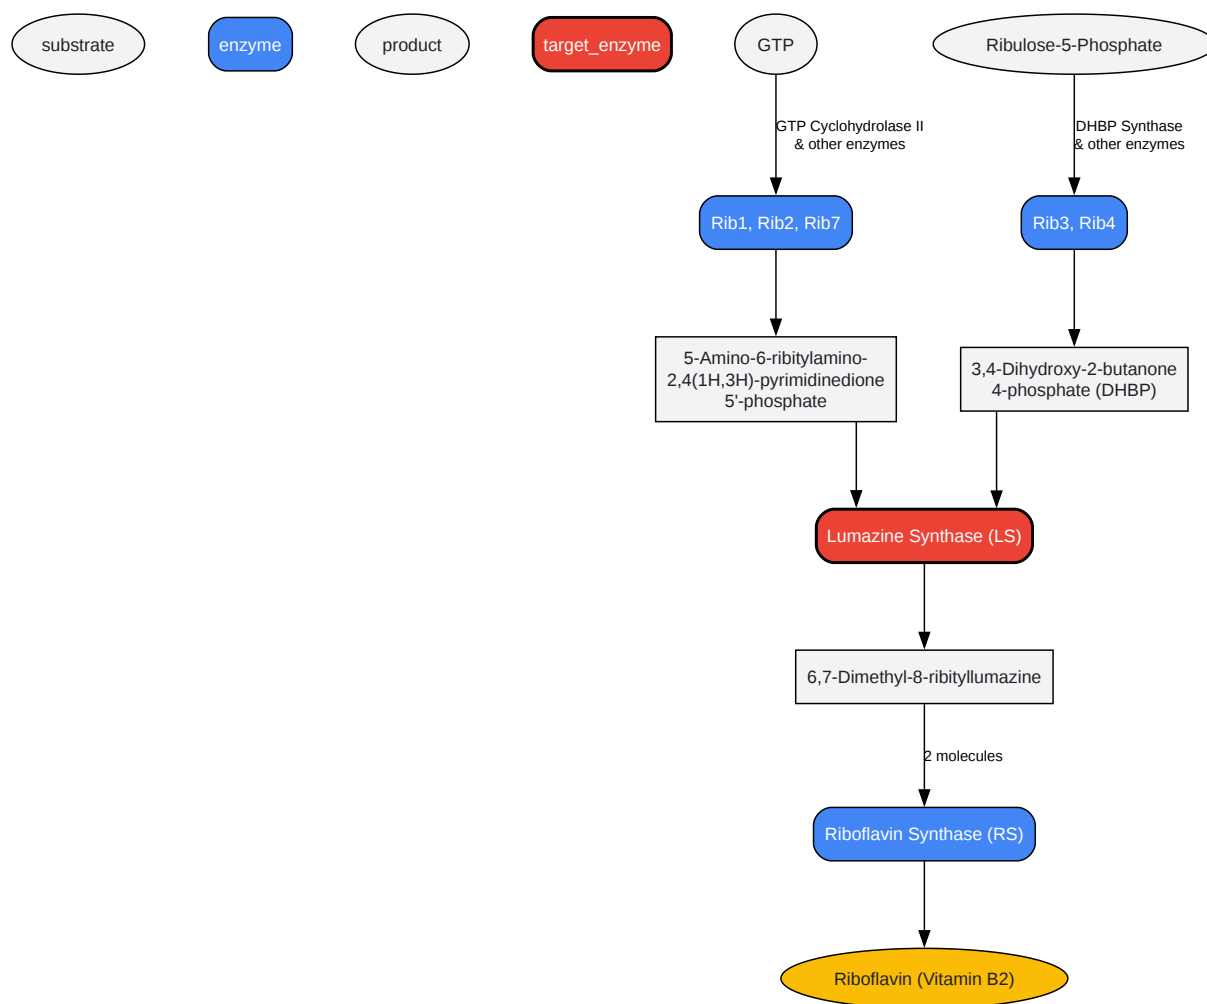 substrate
enzyme
product
target_enzyme
GTP
Ribulose-5-Phosphate
GTP Cyclohydrolase II
& other enzymes
DHBP Synthase
& other enzymes
Rib1, Rib2, Rib7
Rib3, Rib4
5-Amino-6-ribitylamino-
2,4(1H,3H)-pyrimidinedione
5'-phosphate
3,4-Dihydroxy-2-butanone
4-phosphate (DHBP)
Lumazine Synthase (LS)
6,7-Dimethyl-8-ribityllumazine
2 molecules
Riboflavin Synthase (RS)
Riboflavin (Vitamin B2)